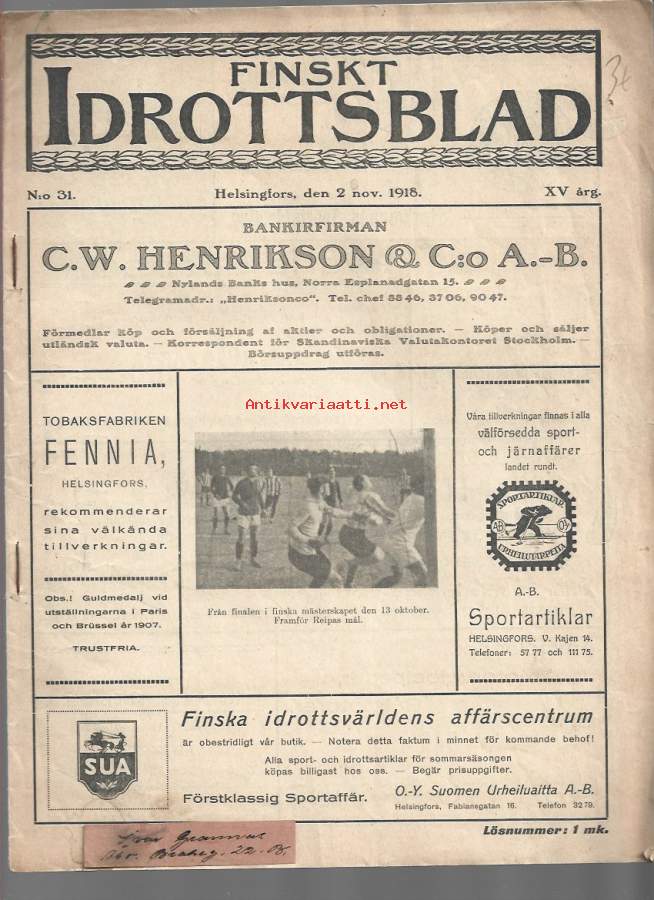 FINSKT
IDROTTSBLAD
N:o 31. Helsingfors, den 2 nov. 1918. XV årg.
BANKIRFIRMAN
C.W. HENRIKSON & C:o A.-B.
Nylands Banks hus, Norra Esplanadgatan 15.
Telegramadr.: „Henriksonco“. Tel. chef 88 46, 37 06, 90 47.
Förmedlar köp och försäljning af aktier och obligationer. — Köper och säljer
utländsk valuta. — Korrespondent för Skandinaviska Valutakontoret Stockholm. —
Börsuppdrag utföras.
TOBAKSFABRIKEN
FENNIA,
HELSINGFORS,
rekommenderar
sina välkända
tillverkningar.
Obs.! Guldmedalj vid
utställningarna i Paris
och Brüssel år 1907.
TRUSTFRIA.
Antikvariaatti.net
Från finalen i finska mästerskapet den 13 oktober.
Framför Reipas mål.
Våra tillverkningar finnas i alla
välförsedda sport-
och järnaffärer
landet rundt.
SPORTARTIKLAR
AB OY
URHEILUTARPEITA
A.-B.
Sportartiklar
HELSINGFORS. V. Kajen 14.
Telefoner: 57 77 och 111 75.
SUA
Finska idrottsvärldens affärscentrum
är obestridligt vår butik. — Notera detta faktum i minnet för kommande behof!
Alla sport- och idrottsartiklar för sommarsäsongen
köpas billigast hos oss. — Begär prisuppgifter.
Förstklassig Sportaffär. O.-Y. Suomen Urheiluaitta A.-B.
Helsingfors, Fabiansgatan 16. Telefon 32 79.
Lösnummer: 1 mk.